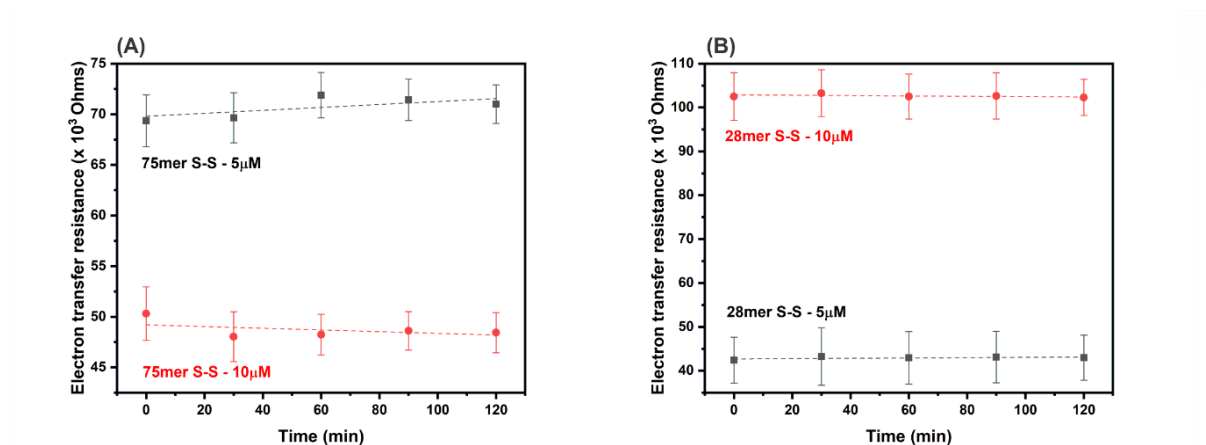 (A)
Electron transfer resistance (x 10³ Ohms)
75
70
65
60
55
50
45
75mer S-S - 5μM
75mer S-S - 10μM
0 20 40 60 80 100 120
Time (min)
(B)
Electron transfer resistance (x 10³ Ohms)
110
100
90
80
70
60
50
40
28mer S-S - 10μM
28mer S-S - 5μM
0 20 40 60 80 100 120
Time (min)